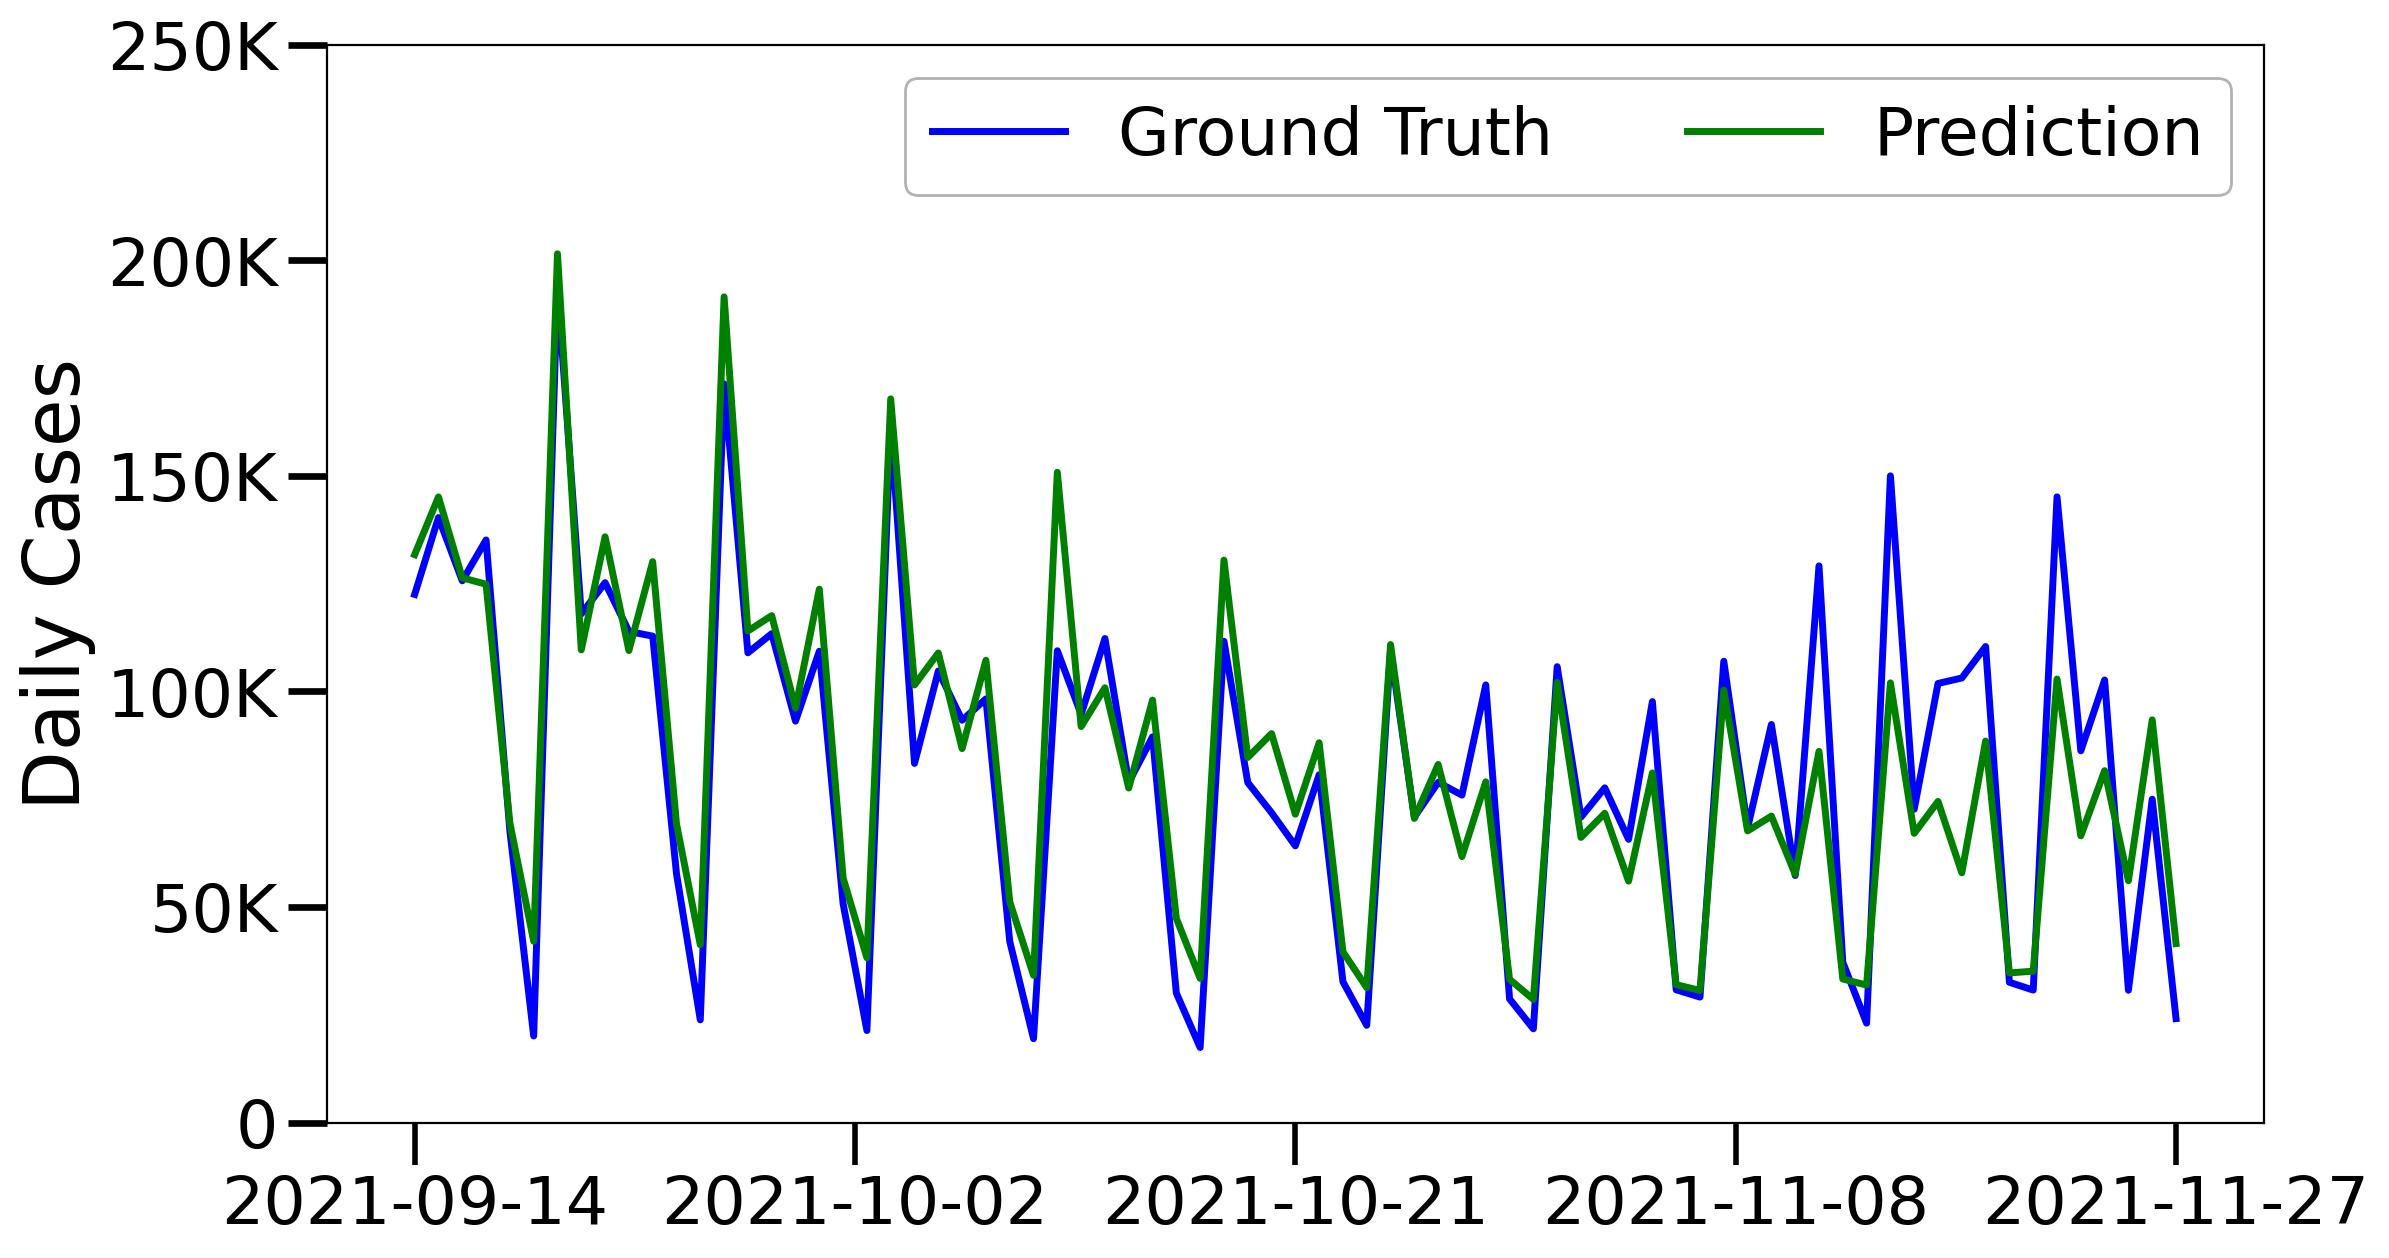 250K
Ground Truth
Prediction
200K
150K
100K
50K
0
Daily Cases
2021-09-14
2021-10-02
2021-10-21
2021-11-08
2021-11-27